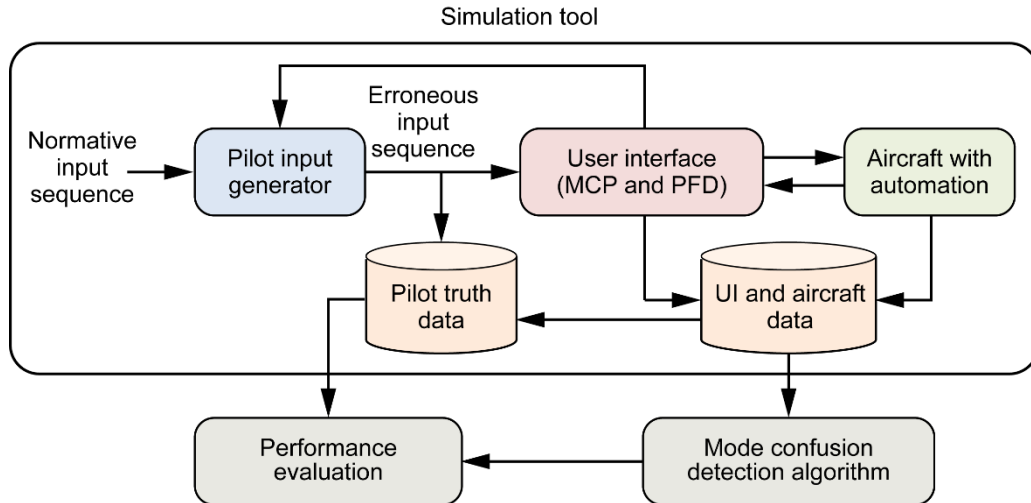 Simulation tool
Normative
input
sequence
Pilot input
generator
Erroneous
input
sequence
User interface
(MCP and PFD)
Aircraft with
automation
Pilot truth
data
UI and aircraft
data
Performance
evaluation
Mode confusion
detection algorithm